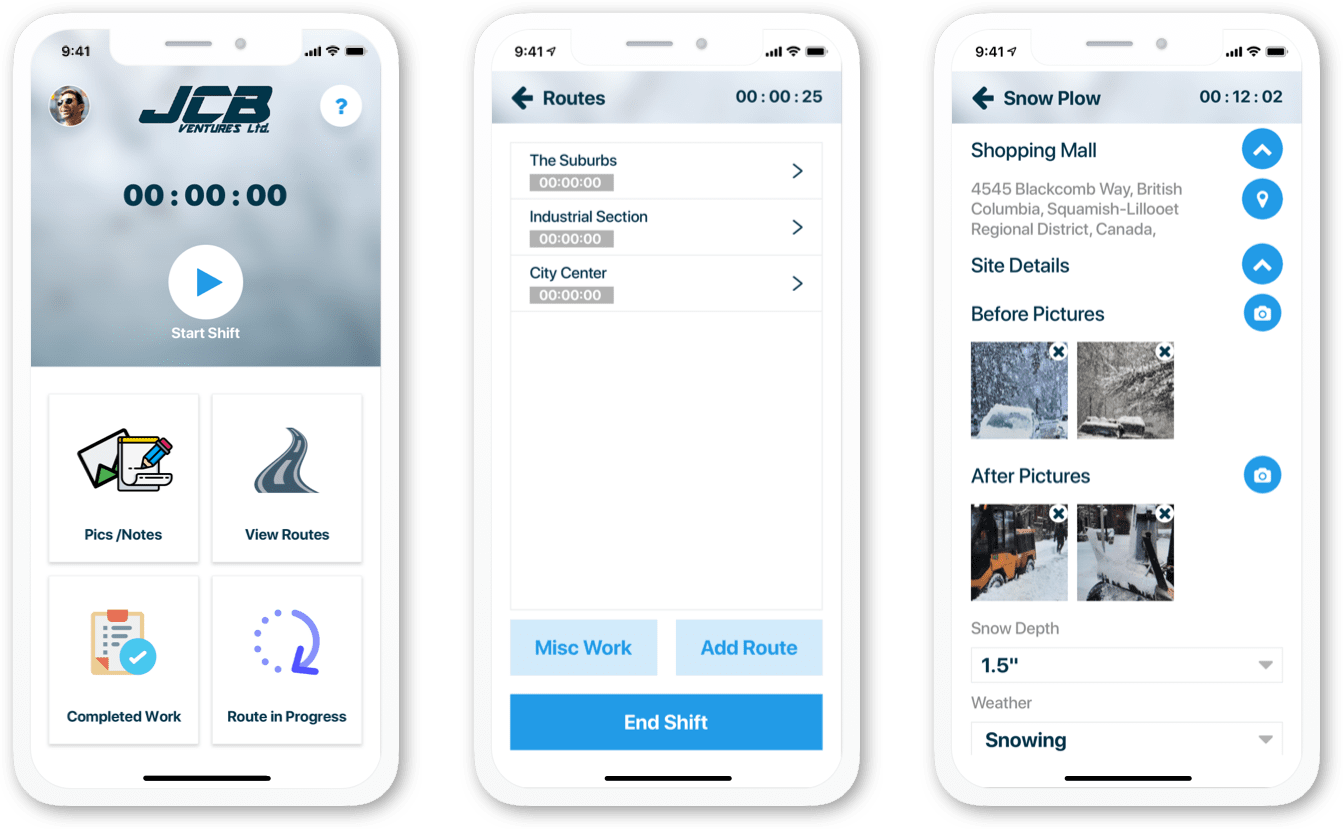 9:41
JCB
VENTURES Ltd.
?
00 : 00 : 00
Start Shift
Pics /Notes
View Routes
Completed Work
Route in Progress
9:41
Routes
00 : 00 : 25
The Suburbs
00:00:00
Industrial Section
00:00:00
City Center
00:00:00
Misc Work
Add Route
End Shift
9:41
Snow Plow
00 : 12 : 02
Shopping Mall
4545 Blackcomb Way, British
Columbia, Squamish-Lillooet
Regional District, Canada,
Site Details
Before Pictures
After Pictures
Snow Depth
1.5"
Weather
Snowing